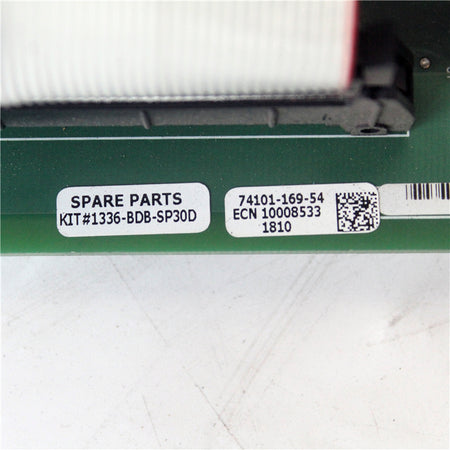 SPARE PARTS
KIT#1336-BDB-SP30D
74101-169-54
ECN 10008533
1810